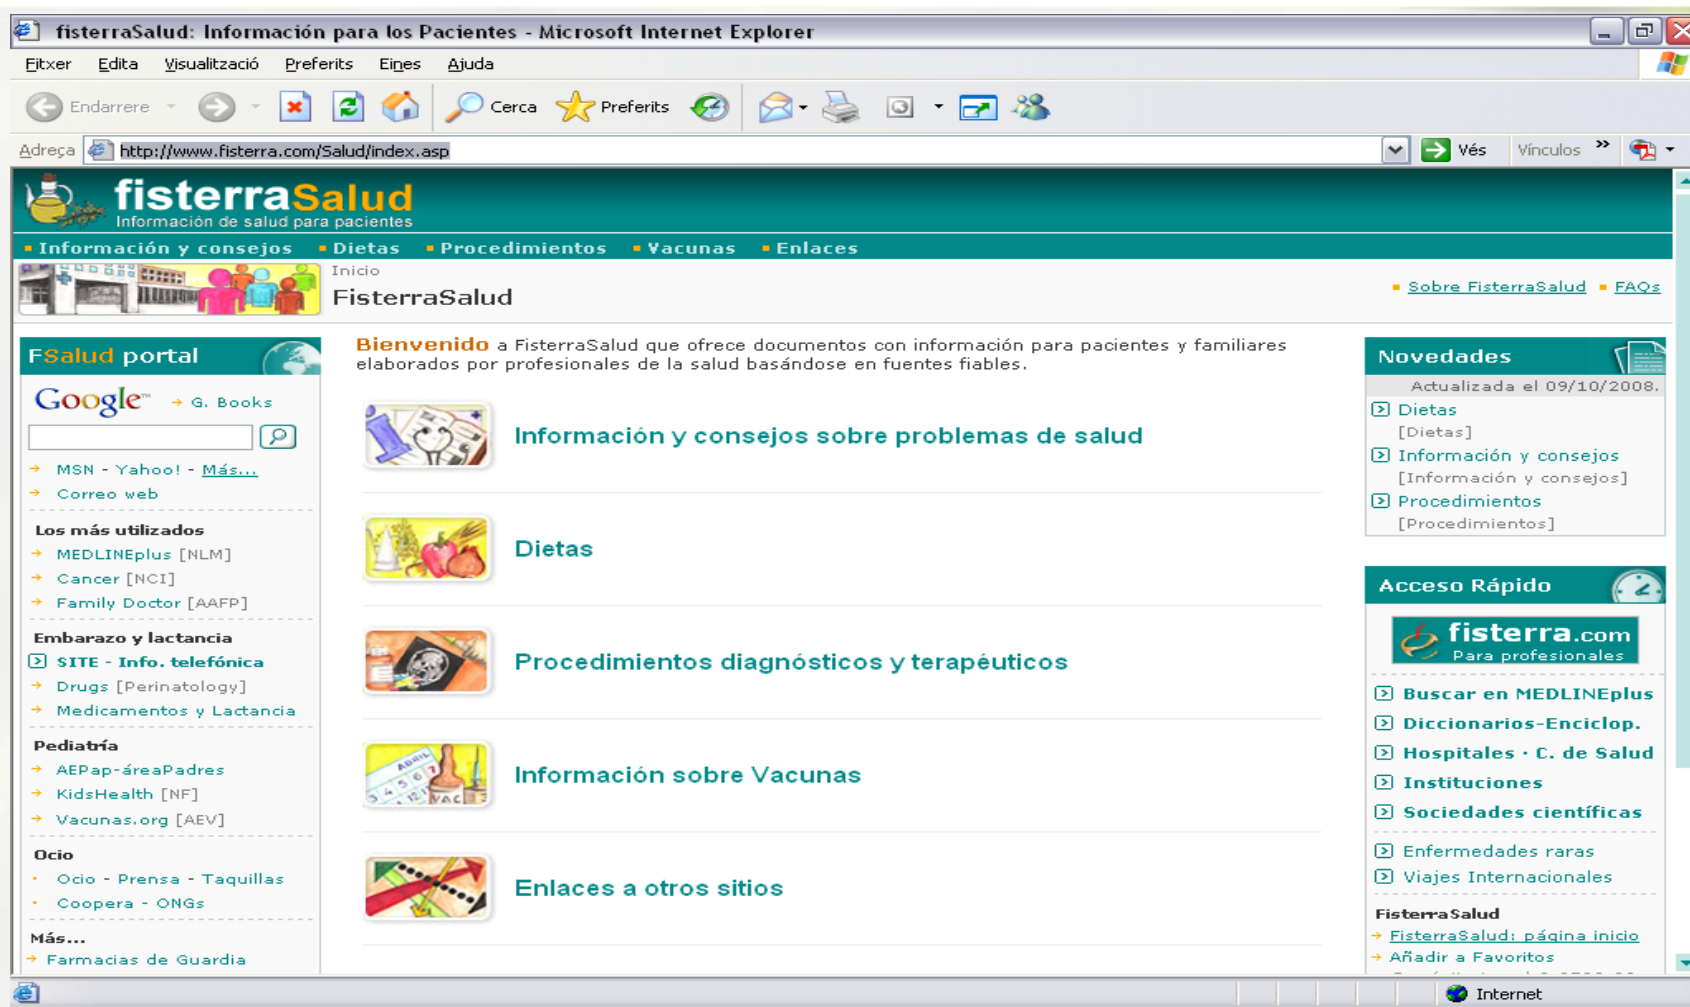 fisterraSalud: Información para los Pacientes - Microsoft Internet Explorer
Fitxer Edita Visualització Preferits Eines Ajuda
Endarrere Cerca Preferits
Adreça http://www.fisterra.com/Salud/index.asp Vés Vínculos »
fisterraSalud
Información de salud para pacientes
Información y consejos Dietas Procedimientos Vacunas Enlaces
Inicio
FisterraSalud
Sobre FisterraSalud FAQs
FSalud portal
Google™ G. Books
MSN - Yahoo! - Más...
Correo web
Los más utilizados
MEDLINEplus [NLM]
Cancer [NCI]
Family Doctor [AAFP]
Embarazo y lactancia
SITE - Info. telefónica
Drugs [Perinatology]
Medicamentos y Lactancia
Pediatría
AEPap-áreaPadres
KidsHealth [NF]
Vacunas.org [AEV]
Ocio
Ocio - Prensa - Taquillas
Coopera - ONGs
Más...
Farmacias de Guardia
Bienvenido a FisterraSalud que ofrece documentos con información para pacientes y familiares
elaborados por profesionales de la salud basándose en fuentes fiables.
Información y consejos sobre problemas de salud
Dietas
Procedimientos diagnósticos y terapéuticos
ABRIL
VAC
Información sobre Vacunas
Enlaces a otros sitios
Novedades
Actualizada el 09/10/2008.
Dietas
[Dietas]
Información y consejos
[Información y consejos]
Procedimientos
[Procedimientos]
Acceso Rápido
fisterra.com
Para profesionales
Buscar en MEDLINEplus
Diccionarios-Enciclop.
Hospitales · C. de Salud
Instituciones
Sociedades científicas
Enfermedades raras
Viajes Internacionales
FisterraSalud
FisterraSalud: página inicio
Añadir a Favoritos
Internet